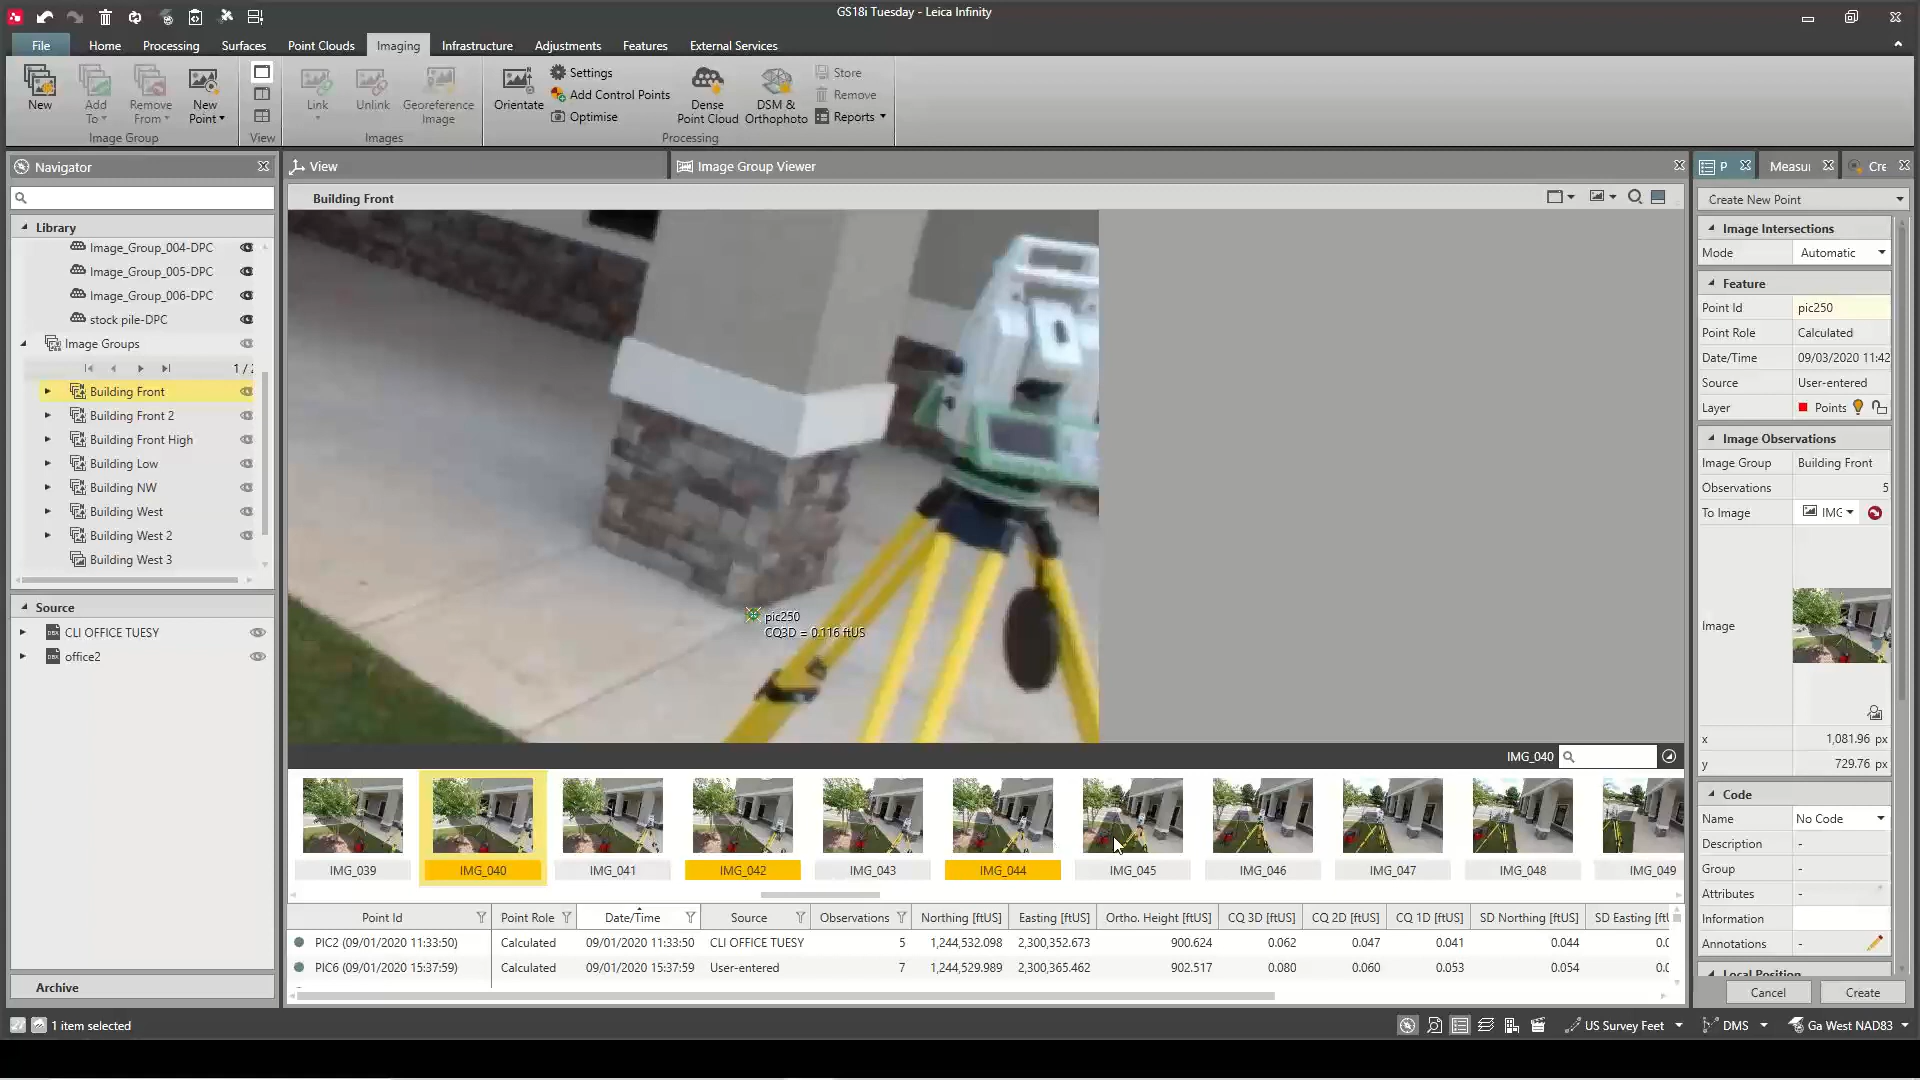 GS18i Tuesday - Leica Infinity
File Home Processing Surfaces Point Clouds Imaging Infrastructure Adjustments Features External Services
New
Add To
Remove From
New Point
Image Group
View
Link
Unlink
Georeference Image
Images
Orientate
Settings
Add Control Points
Optimise
Dense Point Cloud
DSM & Orthophoto
Store
Remove
Reports
Processing
Navigator
Library
Image_Group_004-DPC
Image_Group_005-DPC
Image_Group_006-DPC
stock pile-DPC
Image Groups
1 / 2
Building Front
Building Front 2
Building Front High
Building Low
Building NW
Building West
Building West 2
Building West 3
Source
CLI OFFICE TUESY
office2
Archive
View
Image Group Viewer
Building Front
pic250
CQ3D = 0.116 ftUS
IMG_040
IMG_039 IMG_040 IMG_041 IMG_042 IMG_043 IMG_044 IMG_045 IMG_046 IMG_047 IMG_048 IMG_049
Point Id Point Role Date/Time Source Observations Northing [ftUS] Easting [ftUS] Ortho. Height [ftUS] CQ 3D [ftUS] CQ 2D [ftUS] CQ 1D [ftUS] SD Northing [ftUS] SD Easting [ftU
PIC2 (09/01/2020 11:33:50) Calculated 09/01/2020 11:33:50 CLI OFFICE TUESY 5 1,244,532.098 2,300,352.673 900.624 0.062 0.047 0.041 0.044 0.0
PIC6 (09/01/2020 15:37:59) Calculated 09/01/2020 15:37:59 User-entered 7 1,244,529.989 2,300,365.462 902.517 0.080 0.060 0.053 0.054 0.0
P Measui Cre
Create New Point
Image Intersections
Mode Automatic
Feature
Point Id pic250
Point Role Calculated
Date/Time 09/03/2020 11:42
Source User-entered
Layer Points
Image Observations
Image Group Building Front
Observations 5
To Image IMG
Image
x 1,081.96 px
y 729.76 px
Code
Name No Code
Description -
Group -
Attributes -
Information
Annotations -
Local Position
Cancel Create
1 item selected
US Survey Feet DMS Ga West NAD83